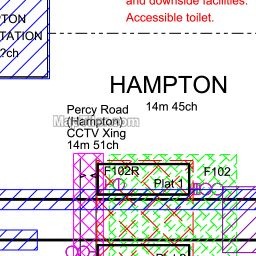 and downside facilities.
Accessible toilet.
TON
TATION
?ch
HAMPTON
14m 45ch
Percy Road
(Hampton)
CCTV Xing
14m 51ch
F102R
F102
Plat 1